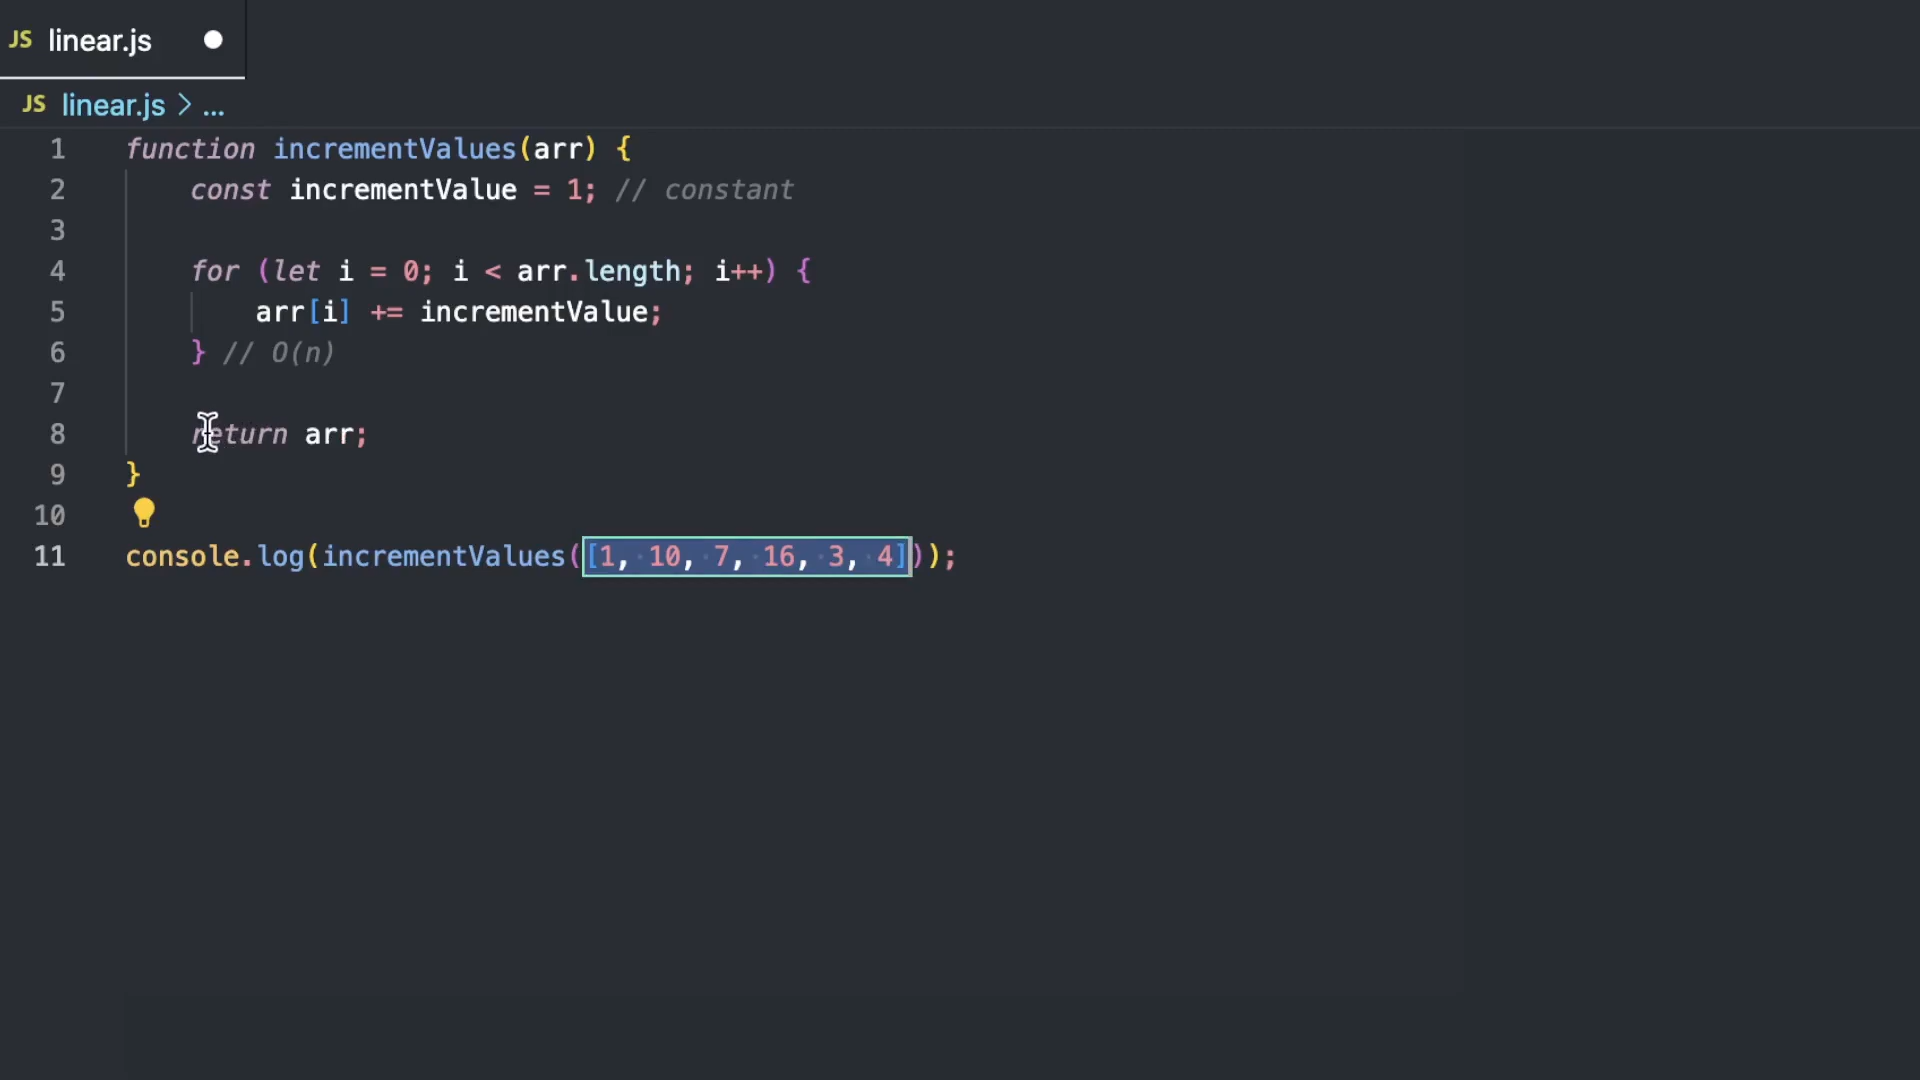 JS linear.js
JS linear.js > ...
1 function incrementValues(arr) {
2 const incrementValue = 1; // constant
3
4 for (let i = 0; i < arr.length; i++) {
5 arr[i] += incrementValue;
6 } // O(n)
7
8 return arr;
9 }
10
11 console.log(incrementValues([1, 10, 7, 16, 3, 4]));